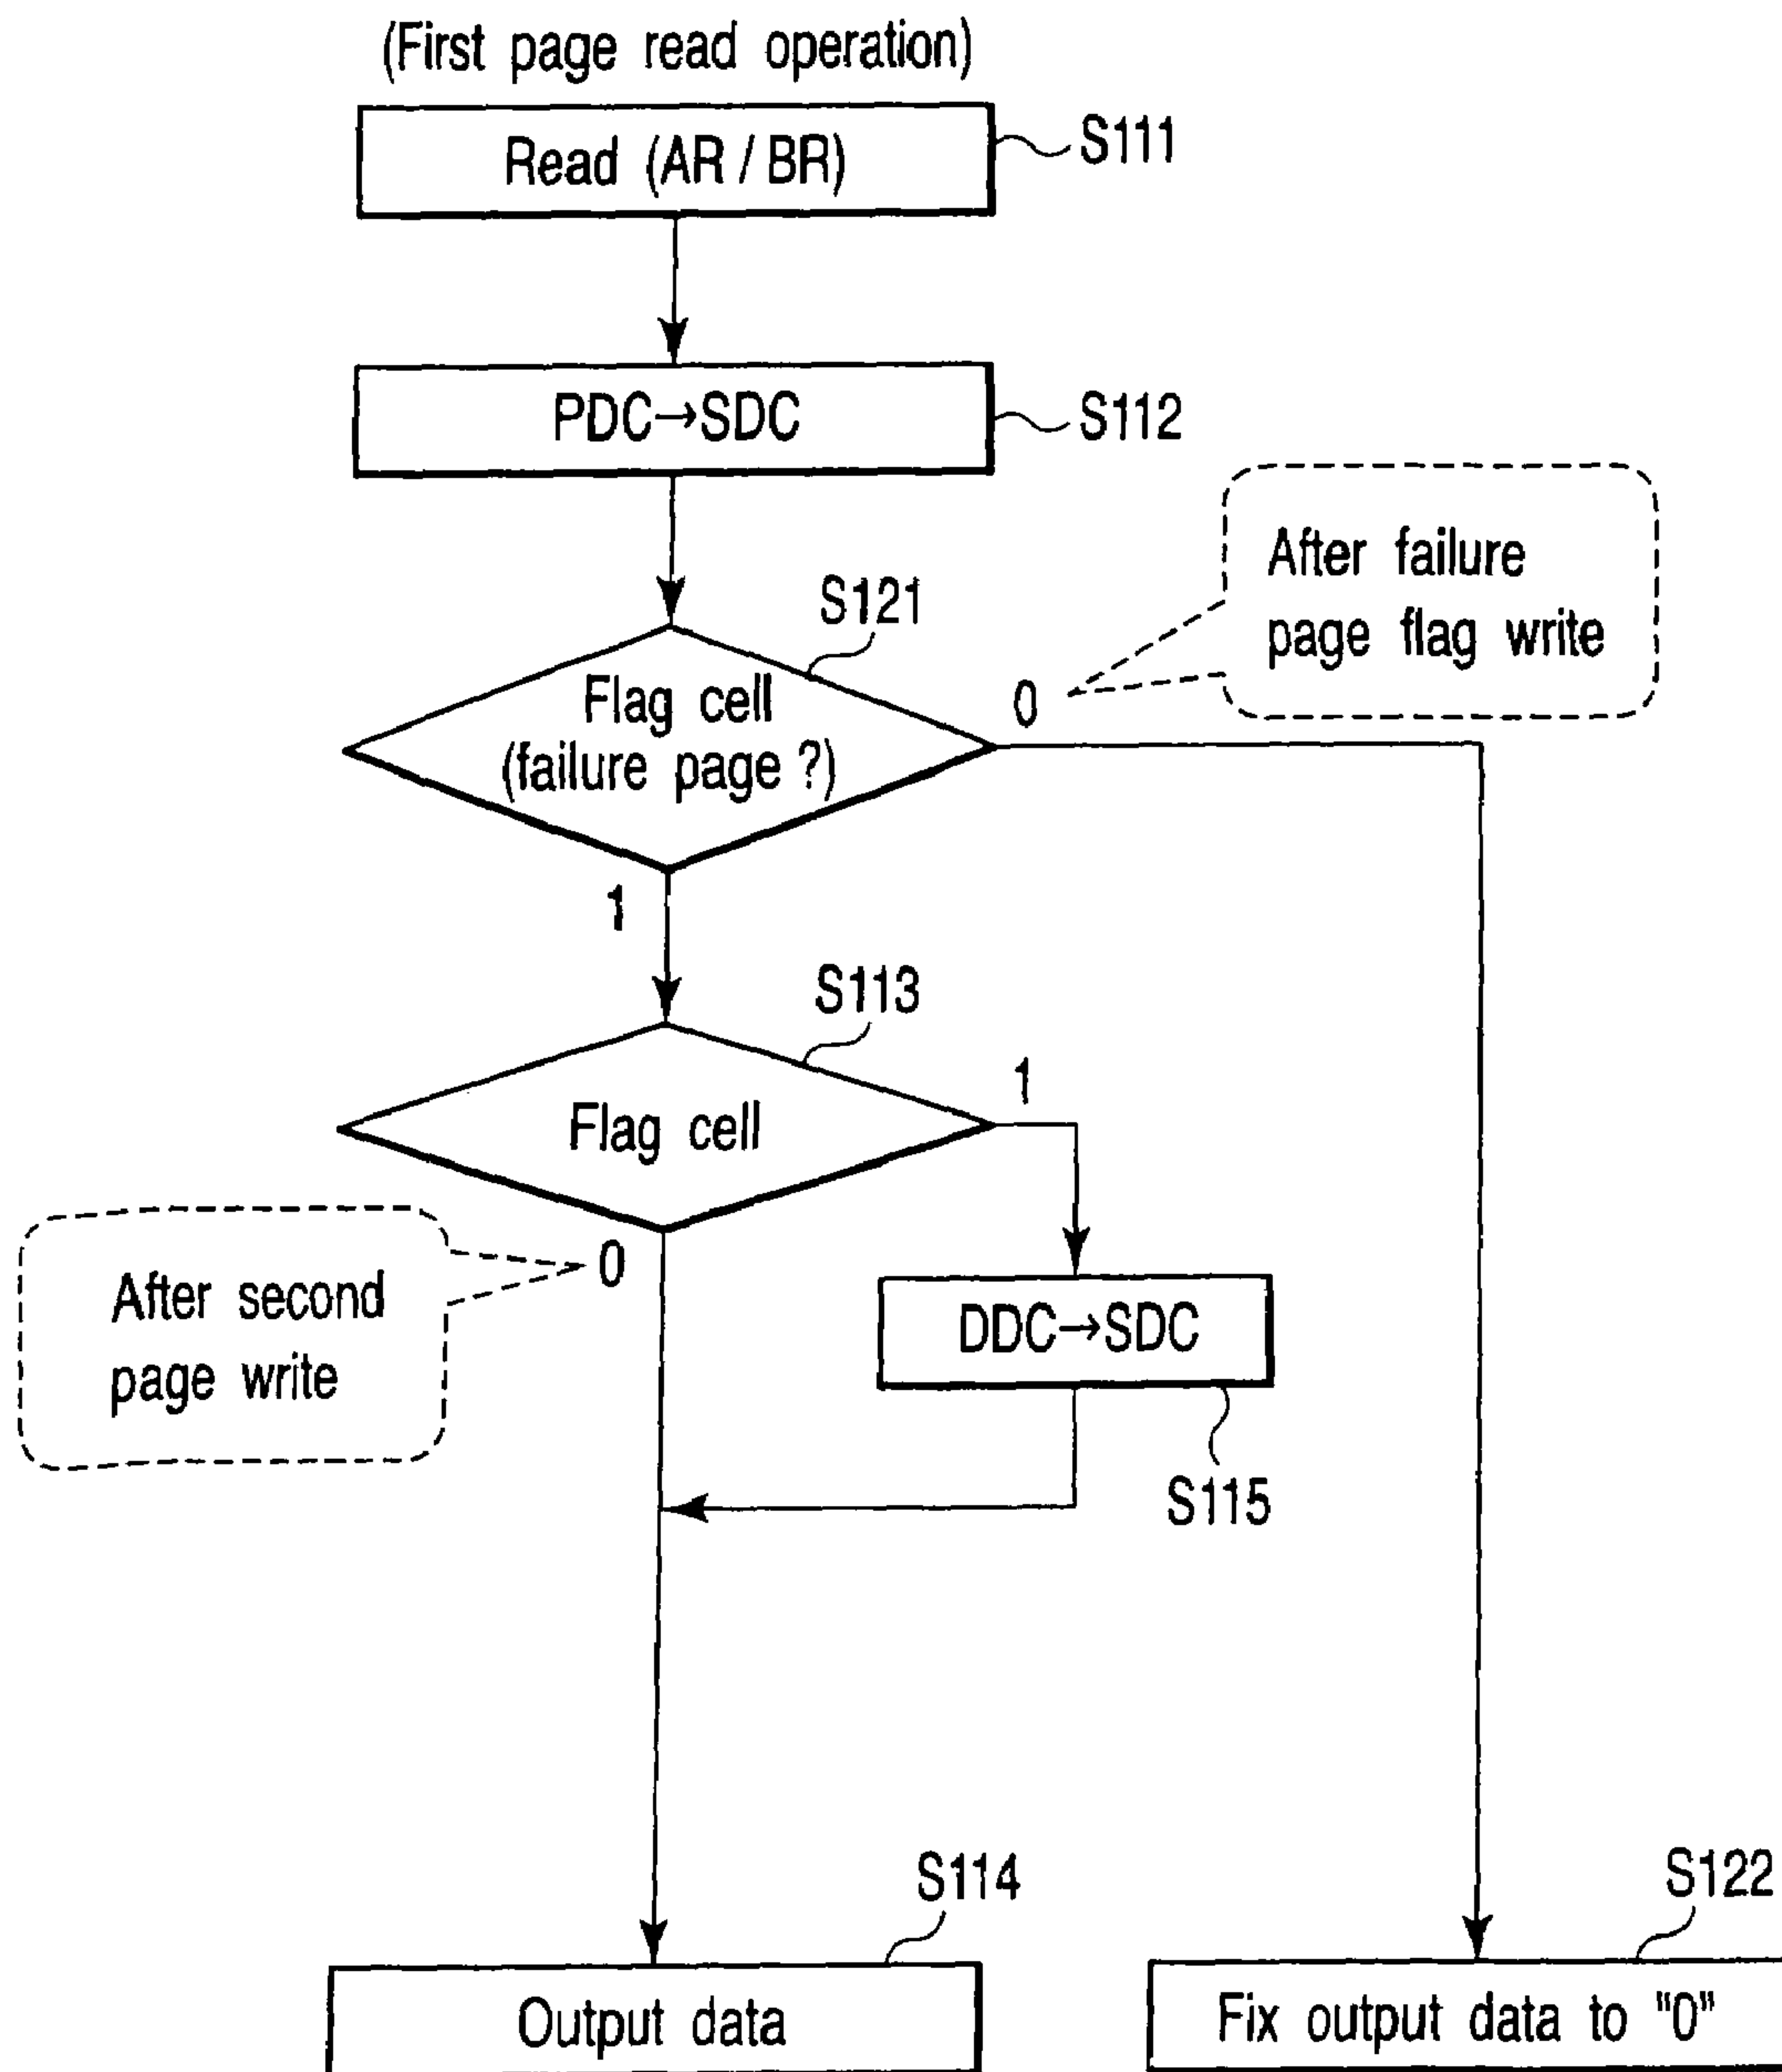 (First page read operation)
Read (AR / BR)
S111
PDC→SDC
S112
After failure
page flag write
S121
0
Flag cell
(failure page ?)
1
S113
1
Flag cell
0
After second
page write
DDC→SDC
S115
S114
S122
Output data
Fix output data to "0"